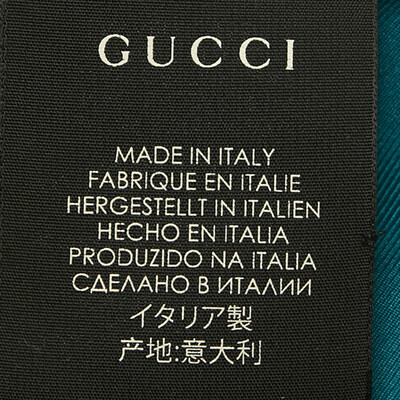 GUCCI
MADE IN ITALY
FABRIQUE EN ITALIE
HERGESTELLT IN ITALIEN
HECHO EN ITALIA
PRODUZIDO NA ITALIA
СДЕЛАНО В ИТАЛИИ
イタリア製
产地:意大利